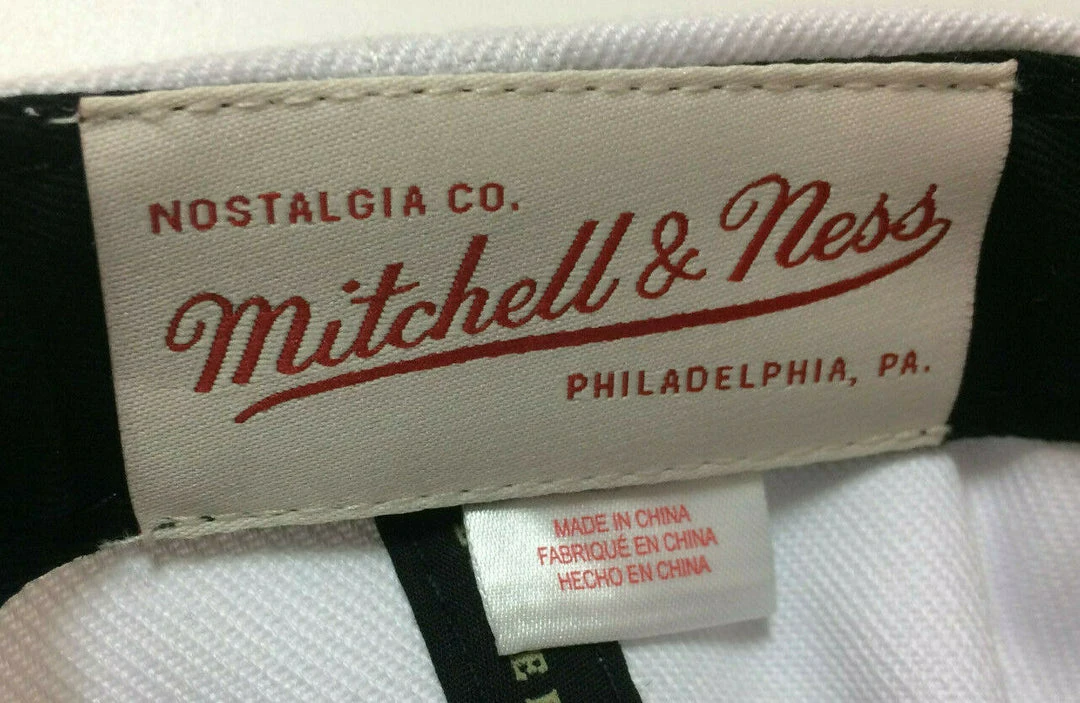 NOSTALGIA CO.
Mitchell & Ness
PHILADELPHIA, PA.
MADE IN CHINA
FABRIQUÉ EN CHINA
HECHO EN CHINA